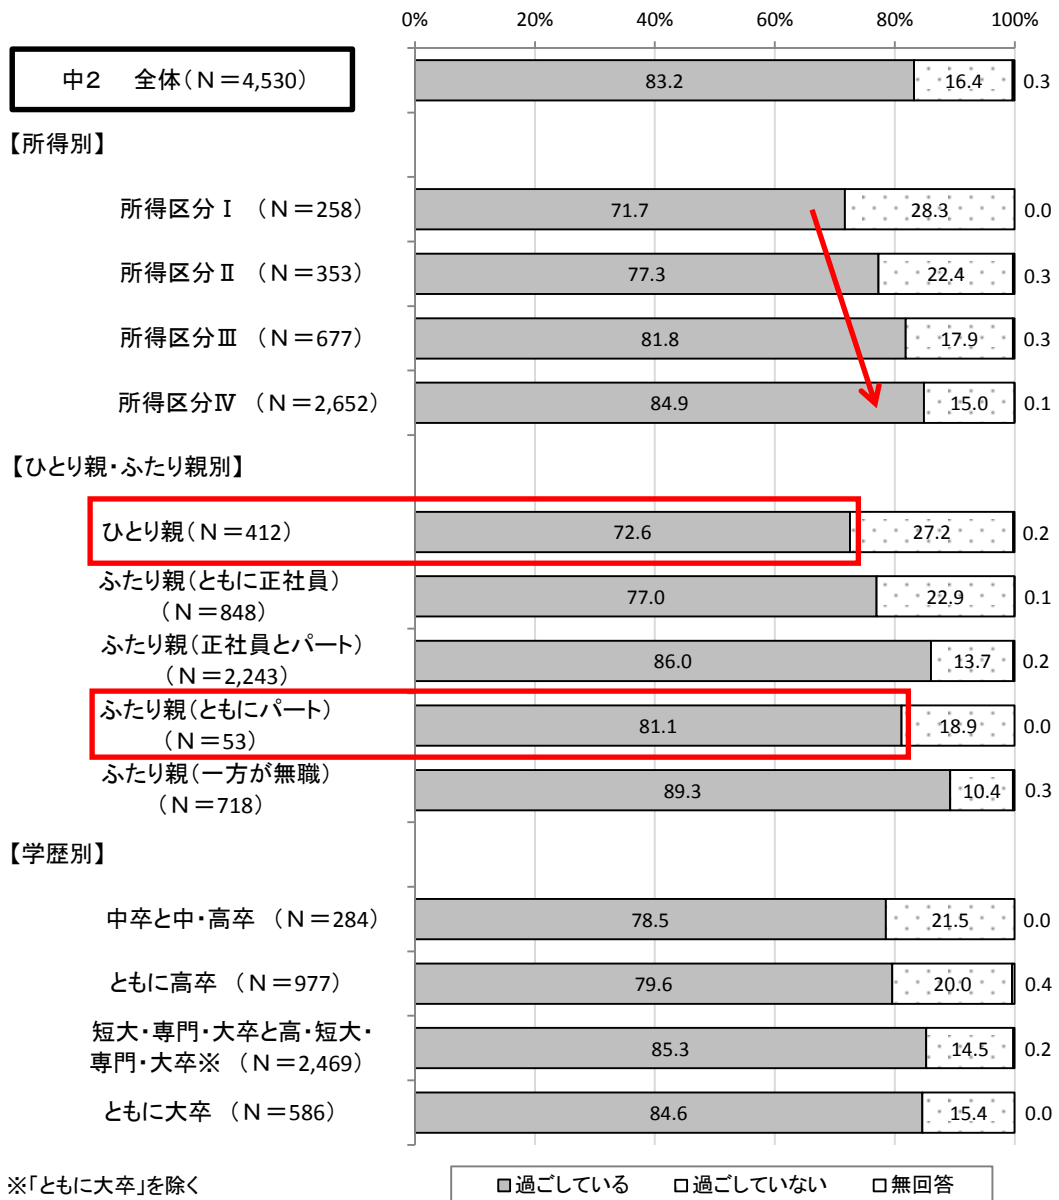 0% 20% 40% 60% 80% 100%
中2 全体(N=4,530) 83.2 16.4 0.3
【所得別】
所得区分Ⅰ (N=258) 71.7 28.3 0.0
所得区分Ⅱ (N=353) 77.3 22.4 0.3
所得区分Ⅲ (N=677) 81.8 17.9 0.3
所得区分Ⅳ (N=2,652) 84.9 15.0 0.1
【ひとり親・ふたり親別】
ひとり親(N=412) 72.6 27.2 0.2
ふたり親(ともに正社員)
(N=848) 77.0 22.9 0.1
ふたり親(正社員とパート)
(N=2,243) 86.0 13.7 0.2
ふたり親(ともにパート)
(N=53) 81.1 18.9 0.0
ふたり親(一方が無職)
(N=718) 89.3 10.4 0.3
【学歴別】
中卒と中・高卒 (N=284) 78.5 21.5 0.0
ともに高卒 (N=977) 79.6 20.0 0.4
短大・専門・大卒と高・短大・
専門・大卒※ (N=2,469) 85.3 14.5 0.2
ともに大卒 (N=586) 84.6 15.4 0.0
※「ともに大卒」を除く
過ごしている 過ごしていない 無回答